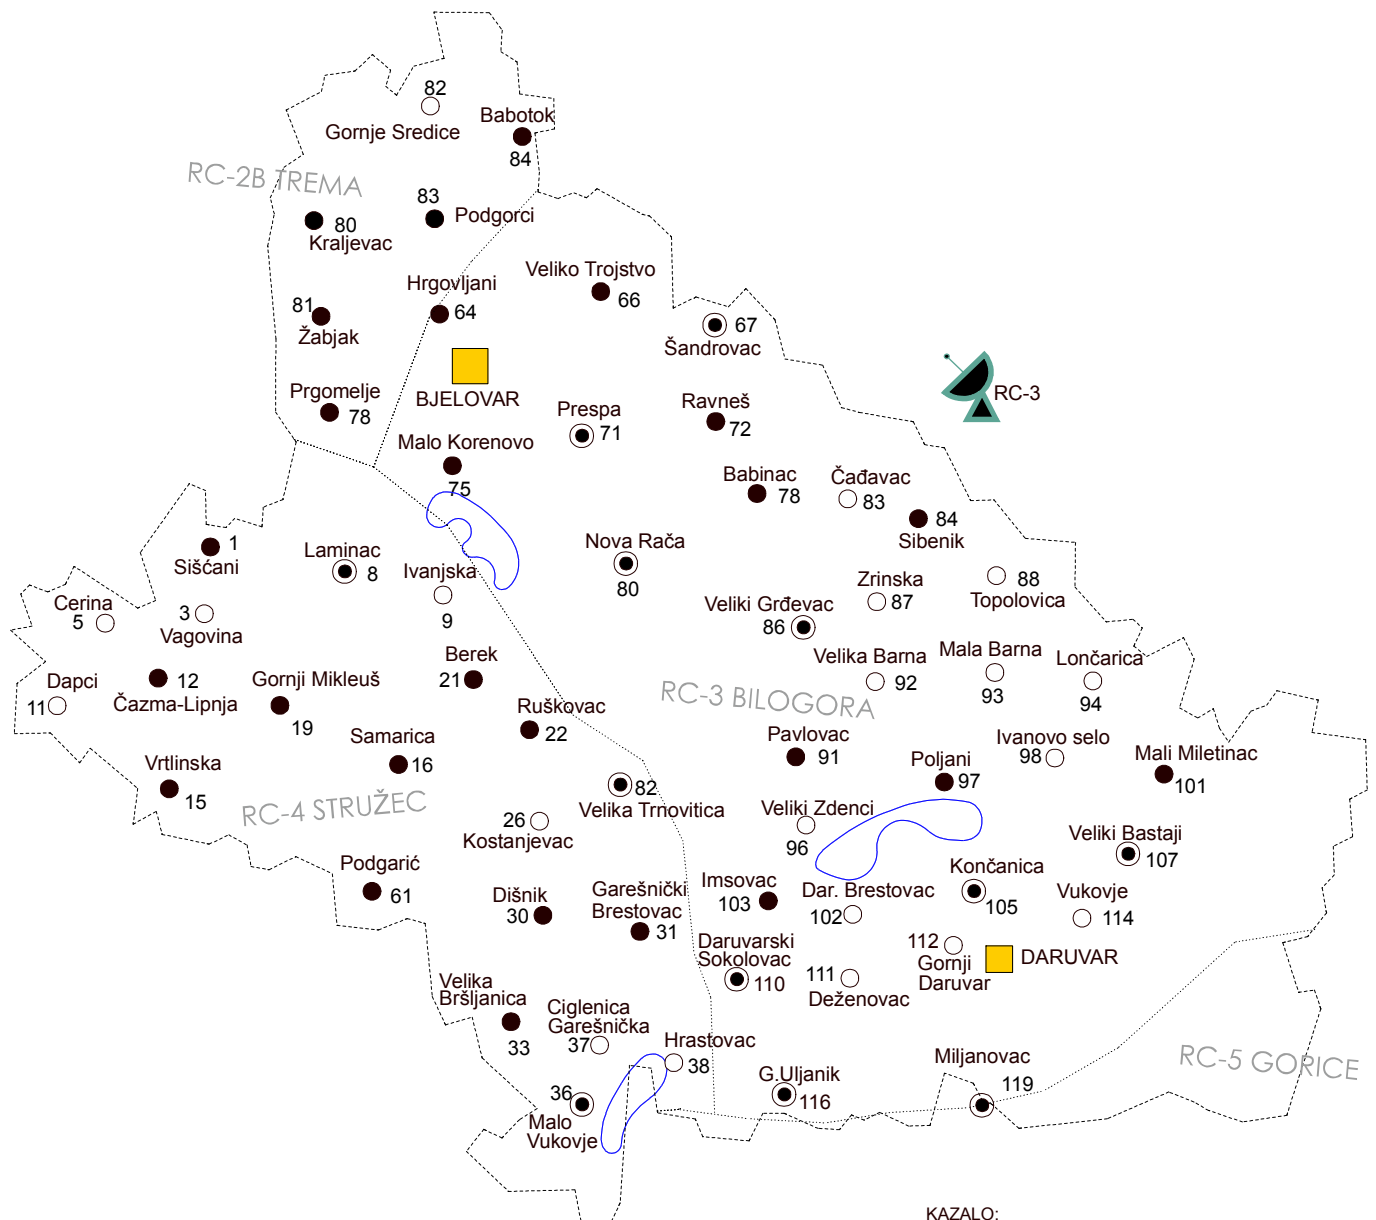 82
Gornje Sredice
Babotok
84
RC-2B TREMA
83
Podgorci
80
Kraljevac
Hrgovljani
64
Veliko Trojstvo
66
81
Žabjak
67
Šandrovac
RC-3
BJELOVAR
Prgomelje
78
Prespa
71
Ravneš
72
Malo Korenovo
75
Babinac
78
Čađavac
83
84
Sibenik
1
Sišćani
Laminac
8
Ivanjska
9
Nova Rača
80
Zrinska
87
88
Topolovica
Cerina
5
3
Vagovina
Veliki Grđevac
86
Berek
21
Velika Barna
92
Mala Barna
93
Lončarica
94
Dapci
11
12
Čazma-Lipnja
Gornji Mikleuš
19
RC-3 BILOGORA
Ruškovac
22
Samarica
16
Pavlovac
91
Ivanovo selo
98
Poljani
97
Mali Miletinac
101
Vrtlinska
15
82
Velika Trnovitica
RC-4 STRUŽEC
26
Kostanjevac
Veliki Zdenci
96
Veliki Bastaji
107
Podgarić
61
Dišnik
30
Garešnički
Brestovac
31
Imsovac
103
Dar. Brestovac
102
Končanica
105
Vukovje
114
Daruvarski
Sokolovac
110
112
Gornji
Daruvar
DARUVAR
111
Deženovac
Velika
Bršljanica
33
Ciglenica
Garešnička
37
Hrastovac
38
Miljanovac
119
RC-5 GORICE
G.Uljanik
116
36
Malo
Vukovje
KAZALO: